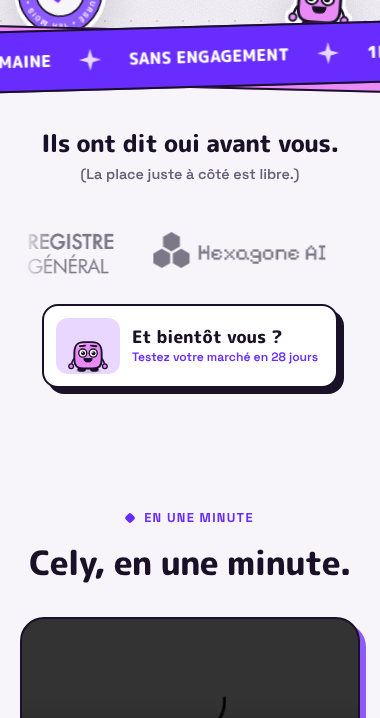 MAINE
SANS ENGAGEMENT
Ils ont dit oui avant vous.
(La place juste à côté est libre.)
REGISTRE
GÉNÉRAL
Hexagone AI
Et bientôt vous ?
Testez votre marché en 28 jours
EN UNE MINUTE
Cely, en une minute.